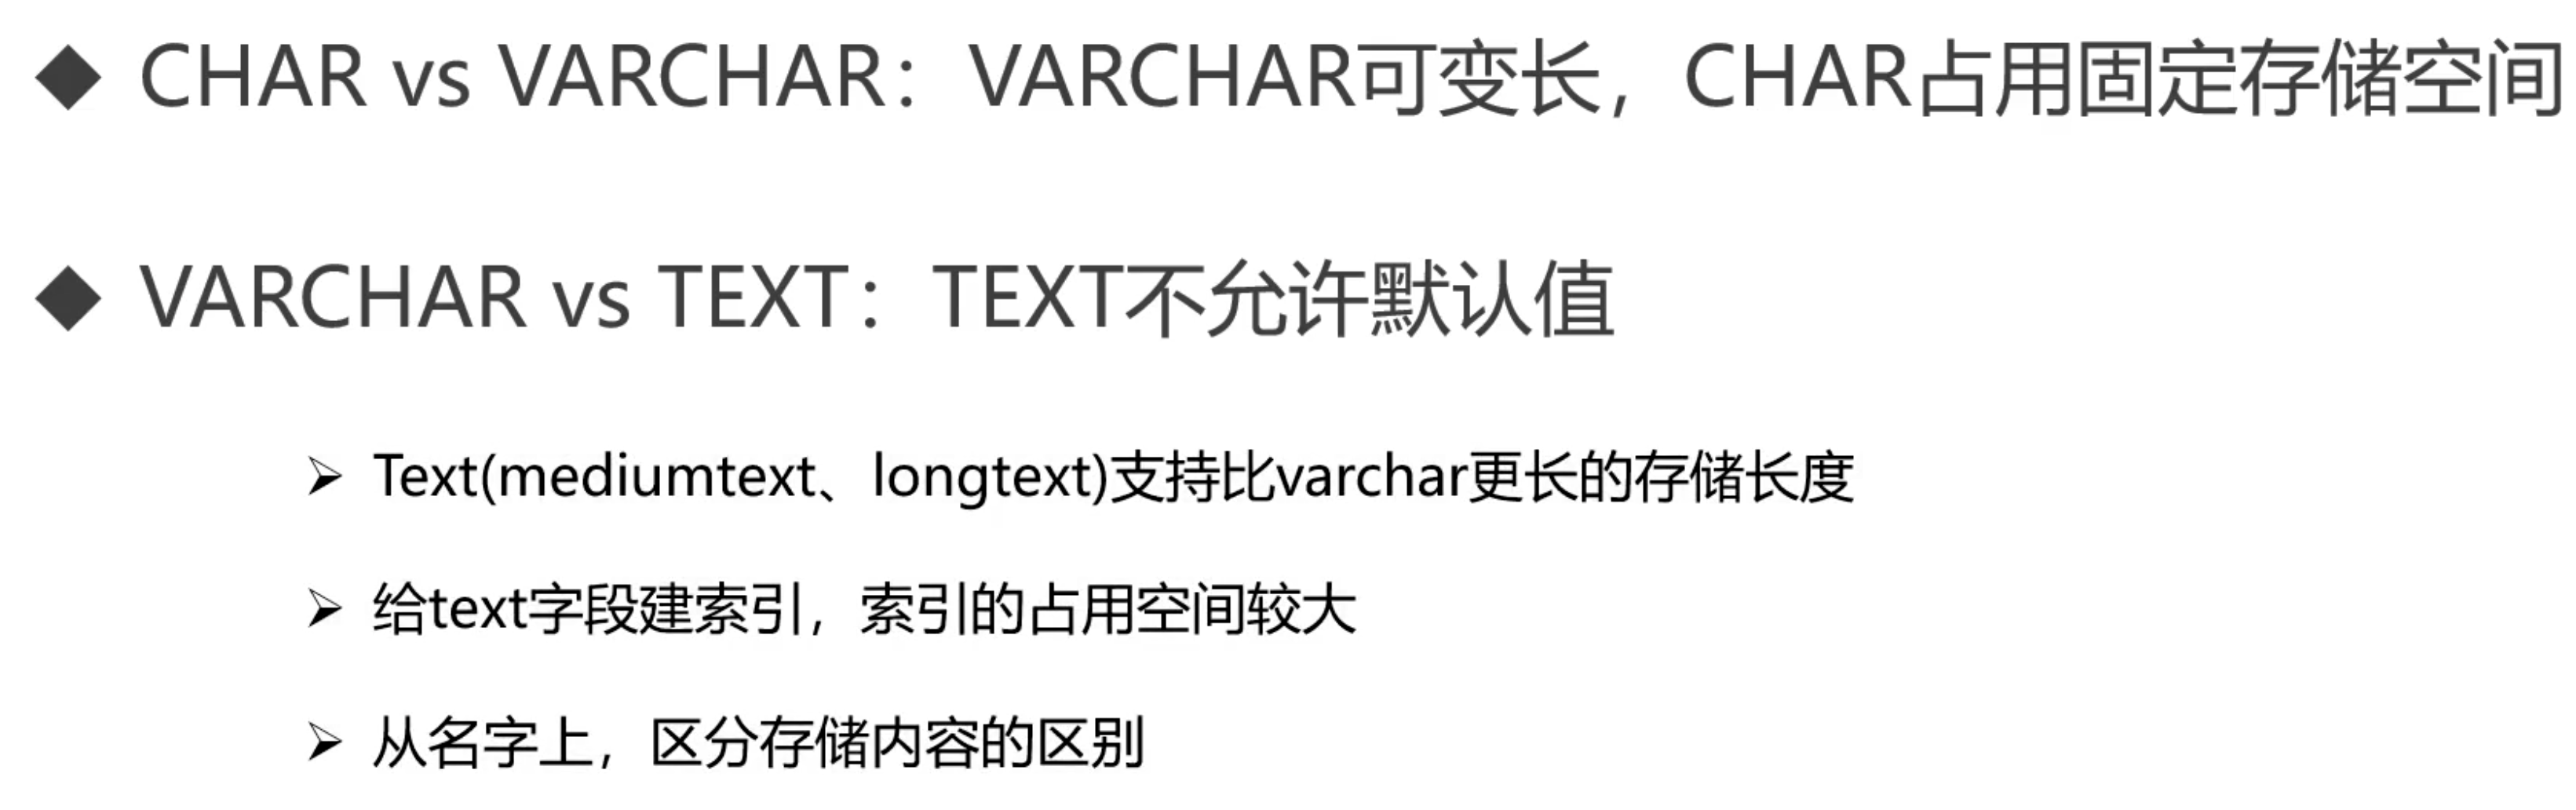 ◆ CHAR vs VARCHAR：VARCHAR可变长，CHAR占用固定存储空间
◆ VARCHAR vs TEXT：TEXT不允许默认值
➢ Text(mediumtext、longtext)支持比varchar更长的存储长度
➢ 给text字段建索引，索引的占用空间较大
➢ 从名字上，区分存储内容的区别